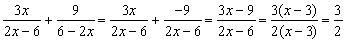 3x/(2x−6) + 9/(6−2x) = 3x/(2x−6) + −9/(2x−6) = (3x−9)/(2x−6) = 3(x−3)/2(x−3) = 3/2